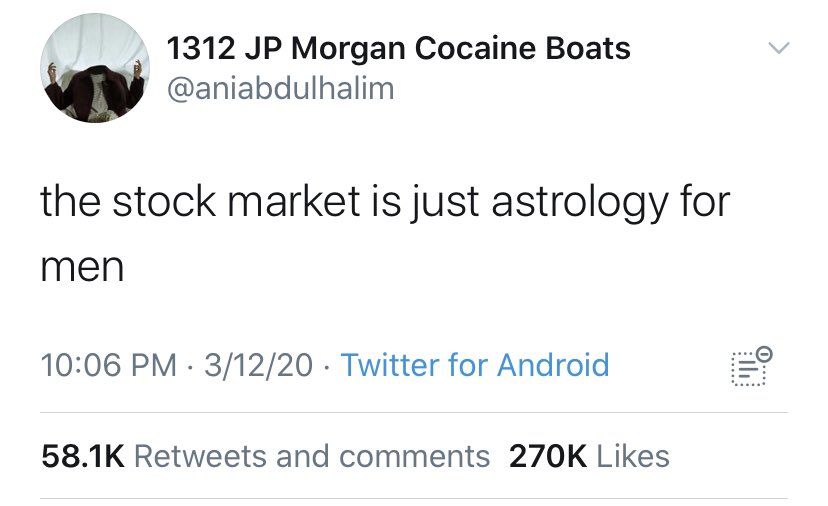 1312 JP Morgan Cocaine Boats
@aniabdulhalim
the stock market is just astrology for
men
10:06 PM · 3/12/20 · Twitter for Android
58.1K Retweets and comments 270K Likes